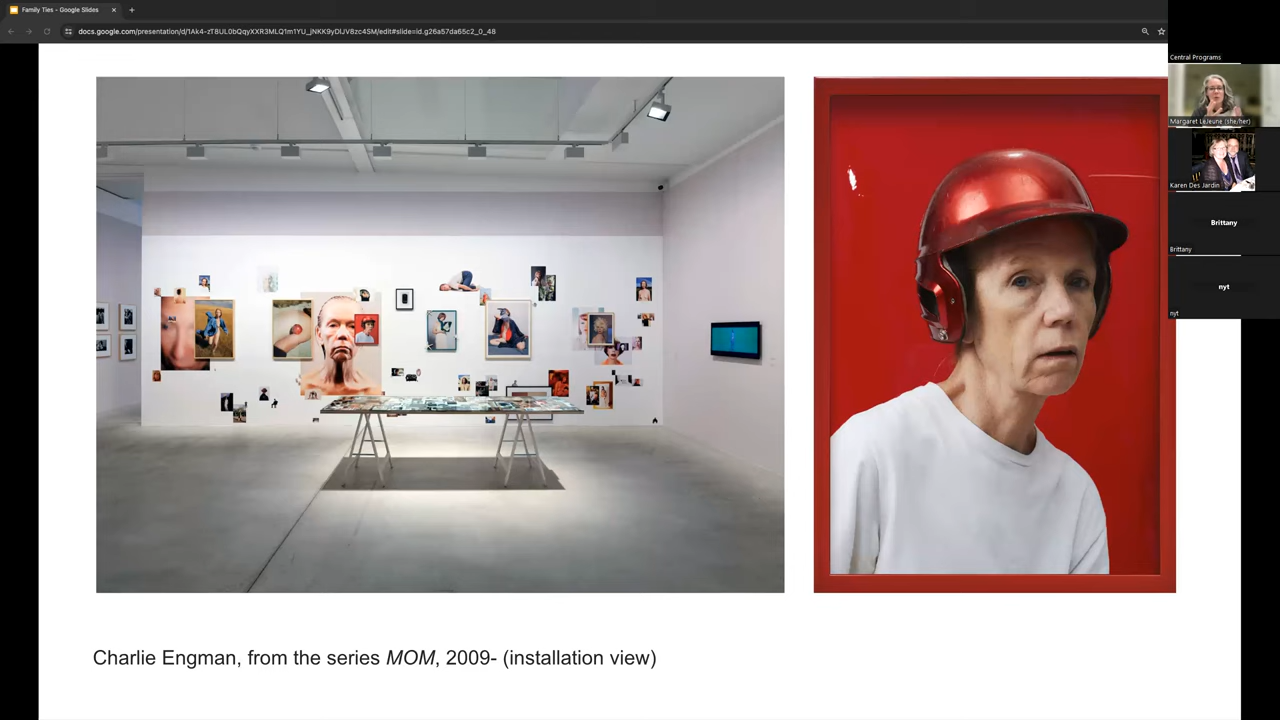 Family Ties - Google Slides
docs.google.com/presentation/d/1Ak4-zT8UL0bQqyXXR3MLQ1m1YU_jNKK9yDlJV8zc4SM/edit#slide=id.g26a57da65c2_0_48
Central Programs
Margaret LeJeune (she/her)
Karen Des Jardin
Brittany
Brittany
nyt
nyt
Charlie Engman, from the series MOM, 2009- (installation view)